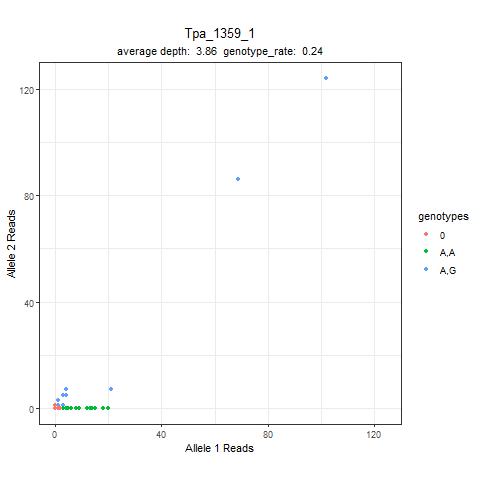 Tpa_1359_1
average depth: 3.86 genotype_rate: 0.24
120
80
40
0
Allele 2 Reads
0 40 80 120
Allele 1 Reads
genotypes
0
A,A
A,G